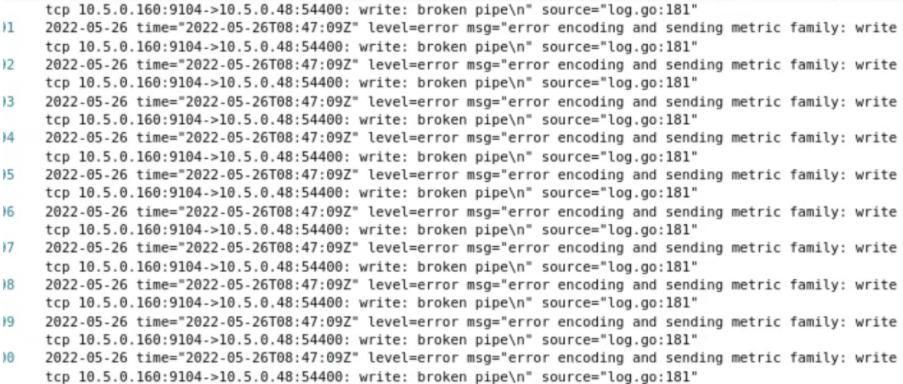 tcp 10.5.0.160:9104->10.5.0.48:54400: write: broken pipe\n" source="log.go:181"
91 2022-05-26 time="2022-05-26T08:47:09Z" level=error msg="error encoding and sending metric family: write
tcp 10.5.0.160:9104->10.5.0.48:54400: write: broken pipe\n" source="log.go:181"
92 2022-05-26 time="2022-05-26T08:47:09Z" level=error msg="error encoding and sending metric family: write
tcp 10.5.0.160:9104->10.5.0.48:54400: write: broken pipe\n" source="log.go:181"
93 2022-05-26 time="2022-05-26T08:47:09Z" level=error msg="error encoding and sending metric family: write
tcp 10.5.0.160:9104->10.5.0.48:54400: write: broken pipe\n" source="log.go:181"
94 2022-05-26 time="2022-05-26T08:47:09Z" level=error msg="error encoding and sending metric family: write
tcp 10.5.0.160:9104->10.5.0.48:54400: write: broken pipe\n" source="log.go:181"
95 2022-05-26 time="2022-05-26T08:47:09Z" level=error msg="error encoding and sending metric family: write
tcp 10.5.0.160:9104->10.5.0.48:54400: write: broken pipe\n" source="log.go:181"
96 2022-05-26 time="2022-05-26T08:47:09Z" level=error msg="error encoding and sending metric family: write
tcp 10.5.0.160:9104->10.5.0.48:54400: write: broken pipe\n" source="log.go:181"
97 2022-05-26 time="2022-05-26T08:47:09Z" level=error msg="error encoding and sending metric family: write
tcp 10.5.0.160:9104->10.5.0.48:54400: write: broken pipe\n" source="log.go:181"
98 2022-05-26 time="2022-05-26T08:47:09Z" level=error msg="error encoding and sending metric family: write
tcp 10.5.0.160:9104->10.5.0.48:54400: write: broken pipe\n" source="log.go:181"
99 2022-05-26 time="2022-05-26T08:47:09Z" level=error msg="error encoding and sending metric family: write
tcp 10.5.0.160:9104->10.5.0.48:54400: write: broken pipe\n" source="log.go:181"
00 2022-05-26 time="2022-05-26T08:47:09Z" level=error msg="error encoding and sending metric family: write
tcp 10.5.0.160:9104->10.5.0.48:54400: write: broken pipe\n" source="log.go:181"